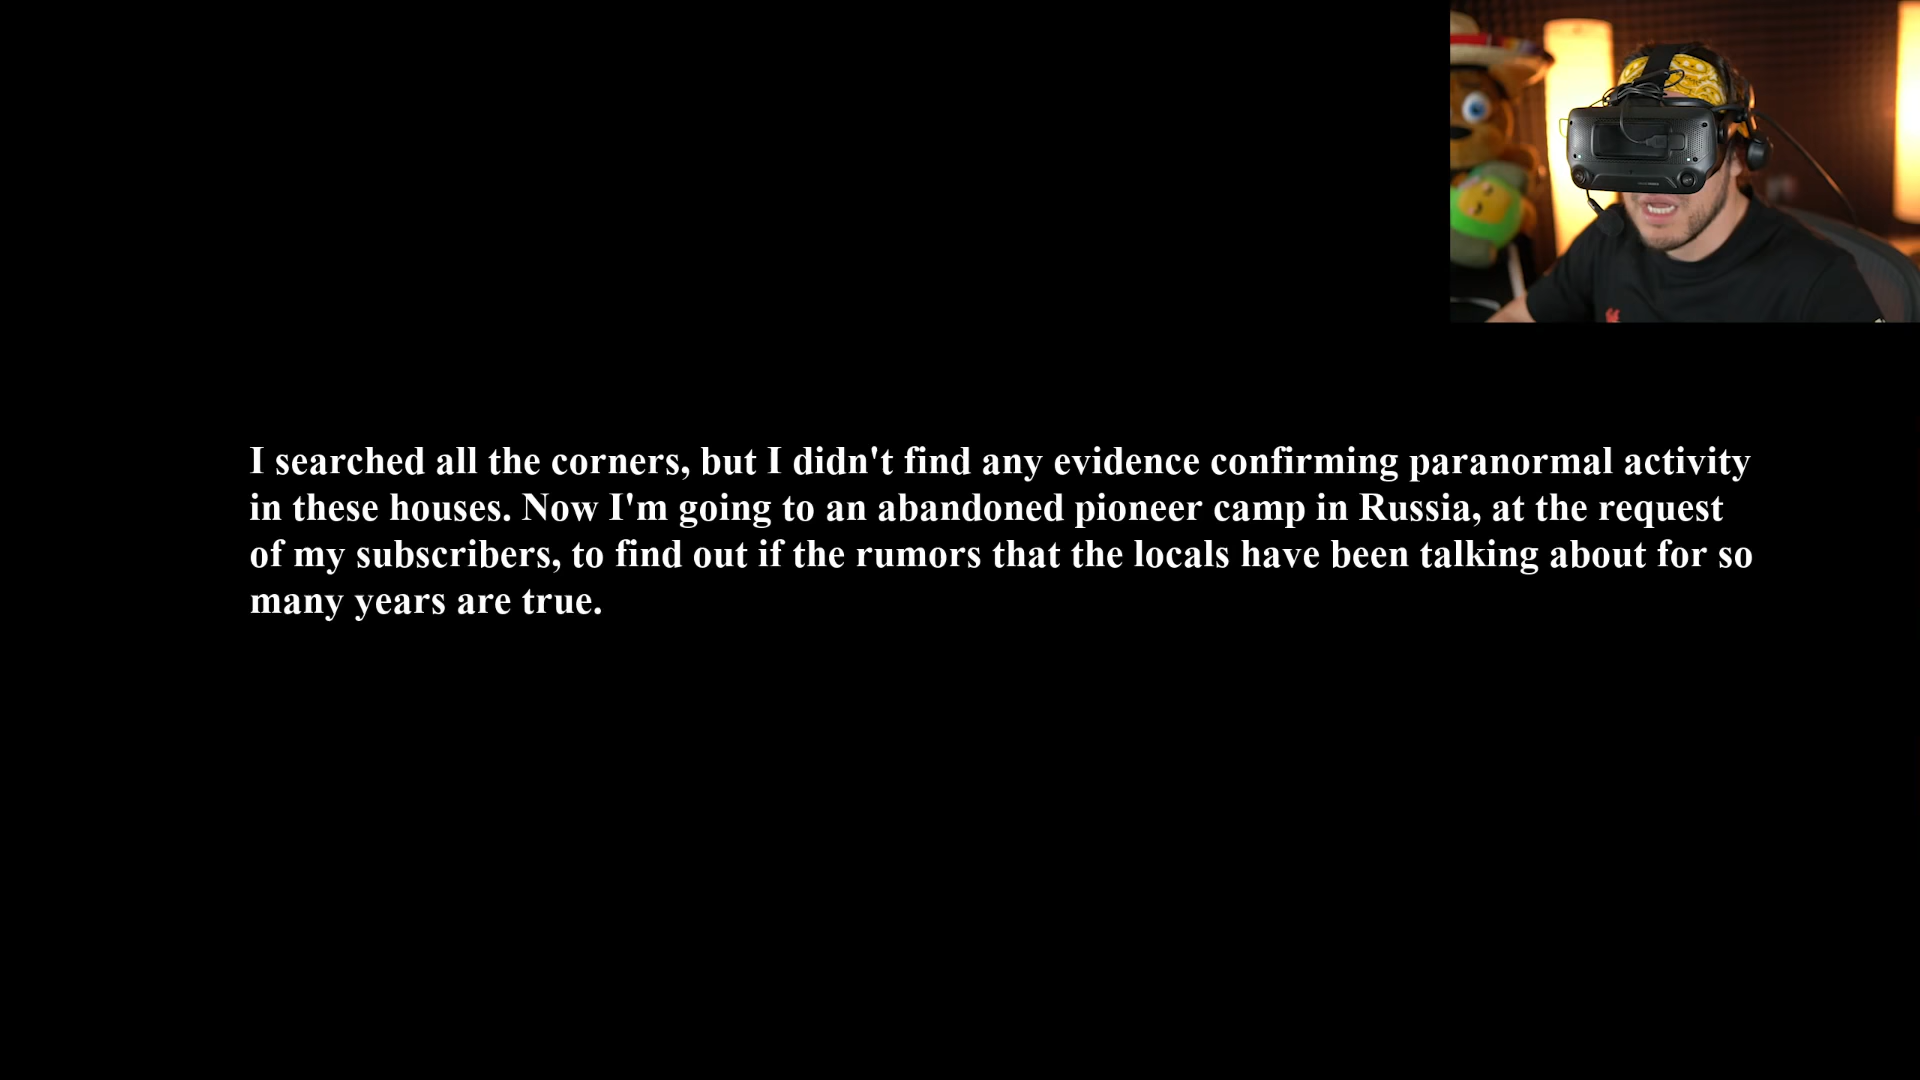 I searched all the corners, but I didn't find any evidence confirming paranormal activity
in these houses. Now I'm going to an abandoned pioneer camp in Russia, at the request
of my subscribers, to find out if the rumors that the locals have been talking about for so
many years are true.